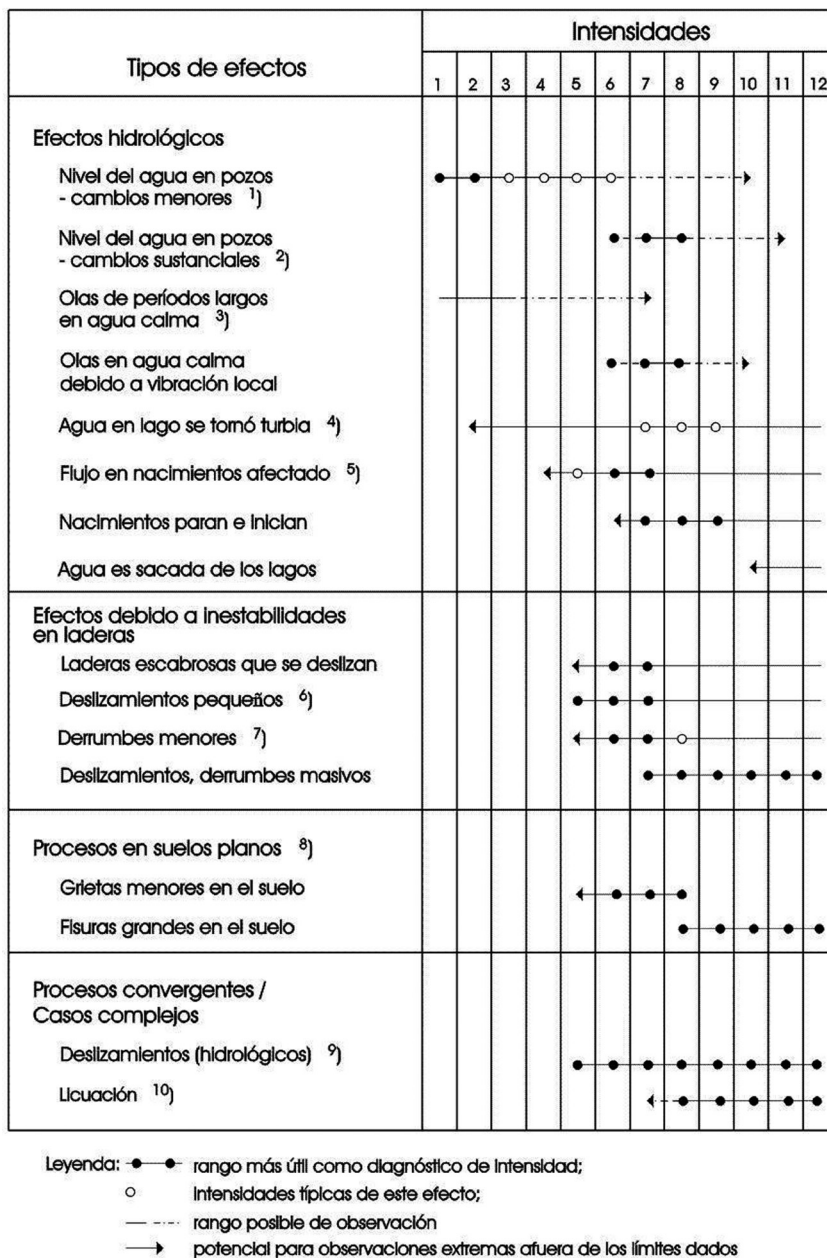 Tipos de efectos
Intensidades
1 2 3 4 5 6 7 8 9 10 11 12
Efectos hidrológicos
Nivel del agua en pozos
- cambios menores 1)
Nivel del agua en pozos
- cambios sustanciales 2)
Olas de períodos largos
en agua calma 3)
Olas en agua calma
debido a vibración local
Agua en lago se tornó turbia 4)
Flujo en nacimientos afectado 5)
Nacimientos paran e inician
Agua es sacada de los lagos
Efectos debido a inestabilidades
en laderas
Laderas escabrosas que se deslizan
Deslizamientos pequeños 6)
Derrumbes menores 7)
Deslizamientos, derrumbes masivos
Procesos en suelos planos 8)
Grietas menores en el suelo
Fisuras grandes en el suelo
Procesos convergentes /
Casos complejos
Deslizamientos (hidrológicos) 9)
Licuación 10)
Leyenda: rango más útil como diagnóstico de intensidad;
intensidades típicas de este efecto;
rango posible de observación
potencial para observaciones extremas afuera de los límites dados